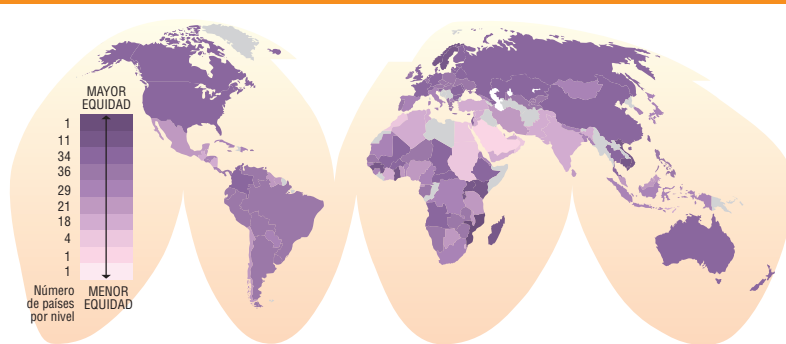 MAYOR
EQUIDAD
1
11
34
36
29
21
18
4
1
1
Número
de países
por nivel
MENOR
EQUIDAD